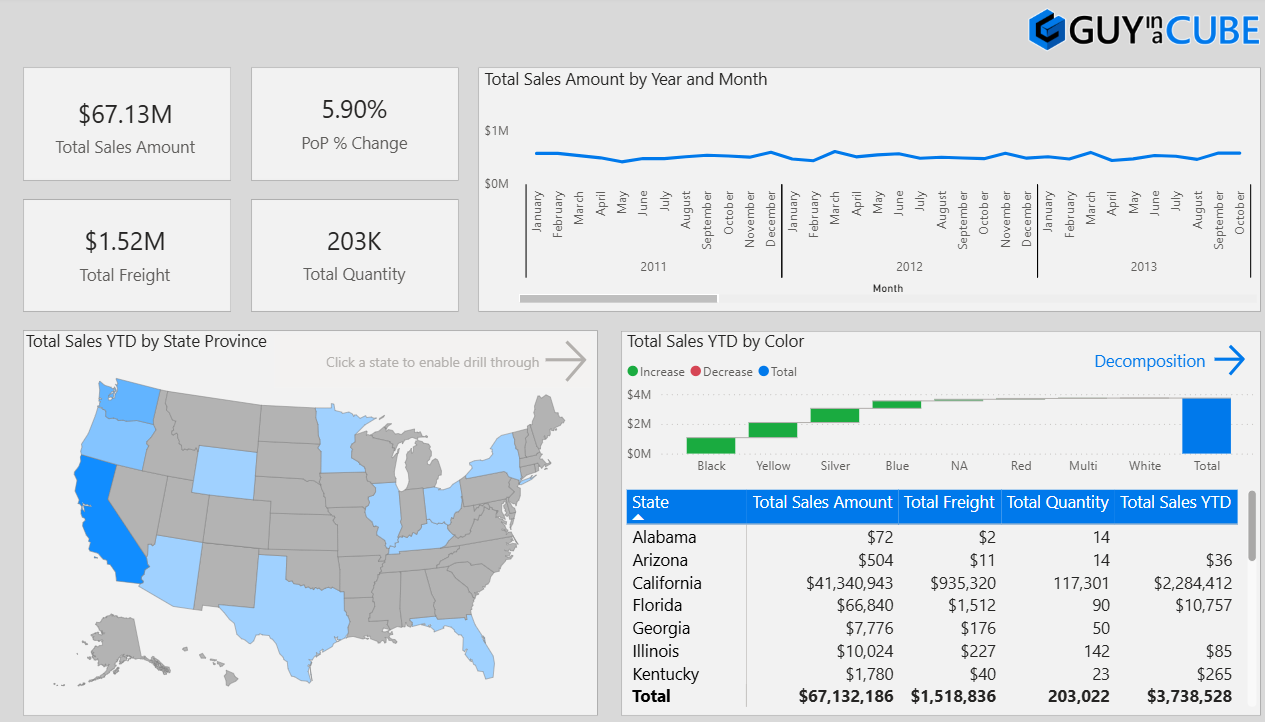 GUY in a CUBE
$67.13M
Total Sales Amount
5.90%
PoP % Change
$1.52M
Total Freight
203K
Total Quantity
Total Sales Amount by Year and Month
$1M
$0M
January February March April May June July August September October November December January February March April May June July August September October November December January February March April May June July August September October
2011 2012 2013
Month
Total Sales YTD by State Province
Click a state to enable drill through
Total Sales YTD by Color
Decomposition
Increase Decrease Total
$4M
$2M
$0M
Black Yellow Silver Blue NA Red Multi White Total
State Total Sales Amount Total Freight Total Quantity Total Sales YTD
Alabama $72 $2 14
Arizona $504 $11 14 $36
California $41,340,943 $935,320 117,301 $2,284,412
Florida $66,840 $1,512 90 $10,757
Georgia $7,776 $176 50
Illinois $10,024 $227 142 $85
Kentucky $1,780 $40 23 $265
Total $67,132,186 $1,518,836 203,022 $3,738,528